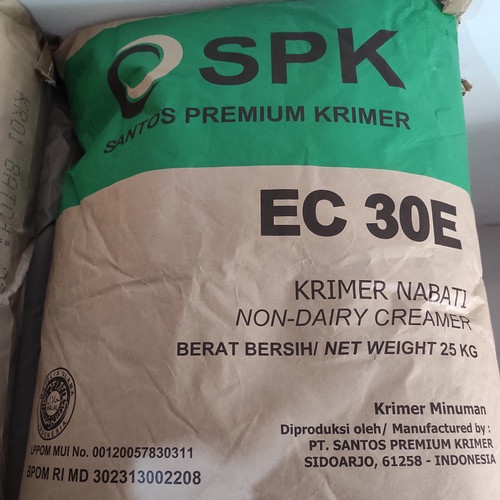 SPK
SANTOS PREMIUM KRIMER
EC 30E
KRIMER NABATI
NON-DAIRY CREAMER
BERAT BERSIH/ NET WEIGHT 25 KG
Krimer Minuman
Diproduksi oleh/ Manufactured by :
PT. SANTOS PREMIUM KRIMER
SIDOARJO, 61258 - INDONESIA
HALAL
LPPOM MUI No. 00120057830311
BPOM RI MD 302313002208